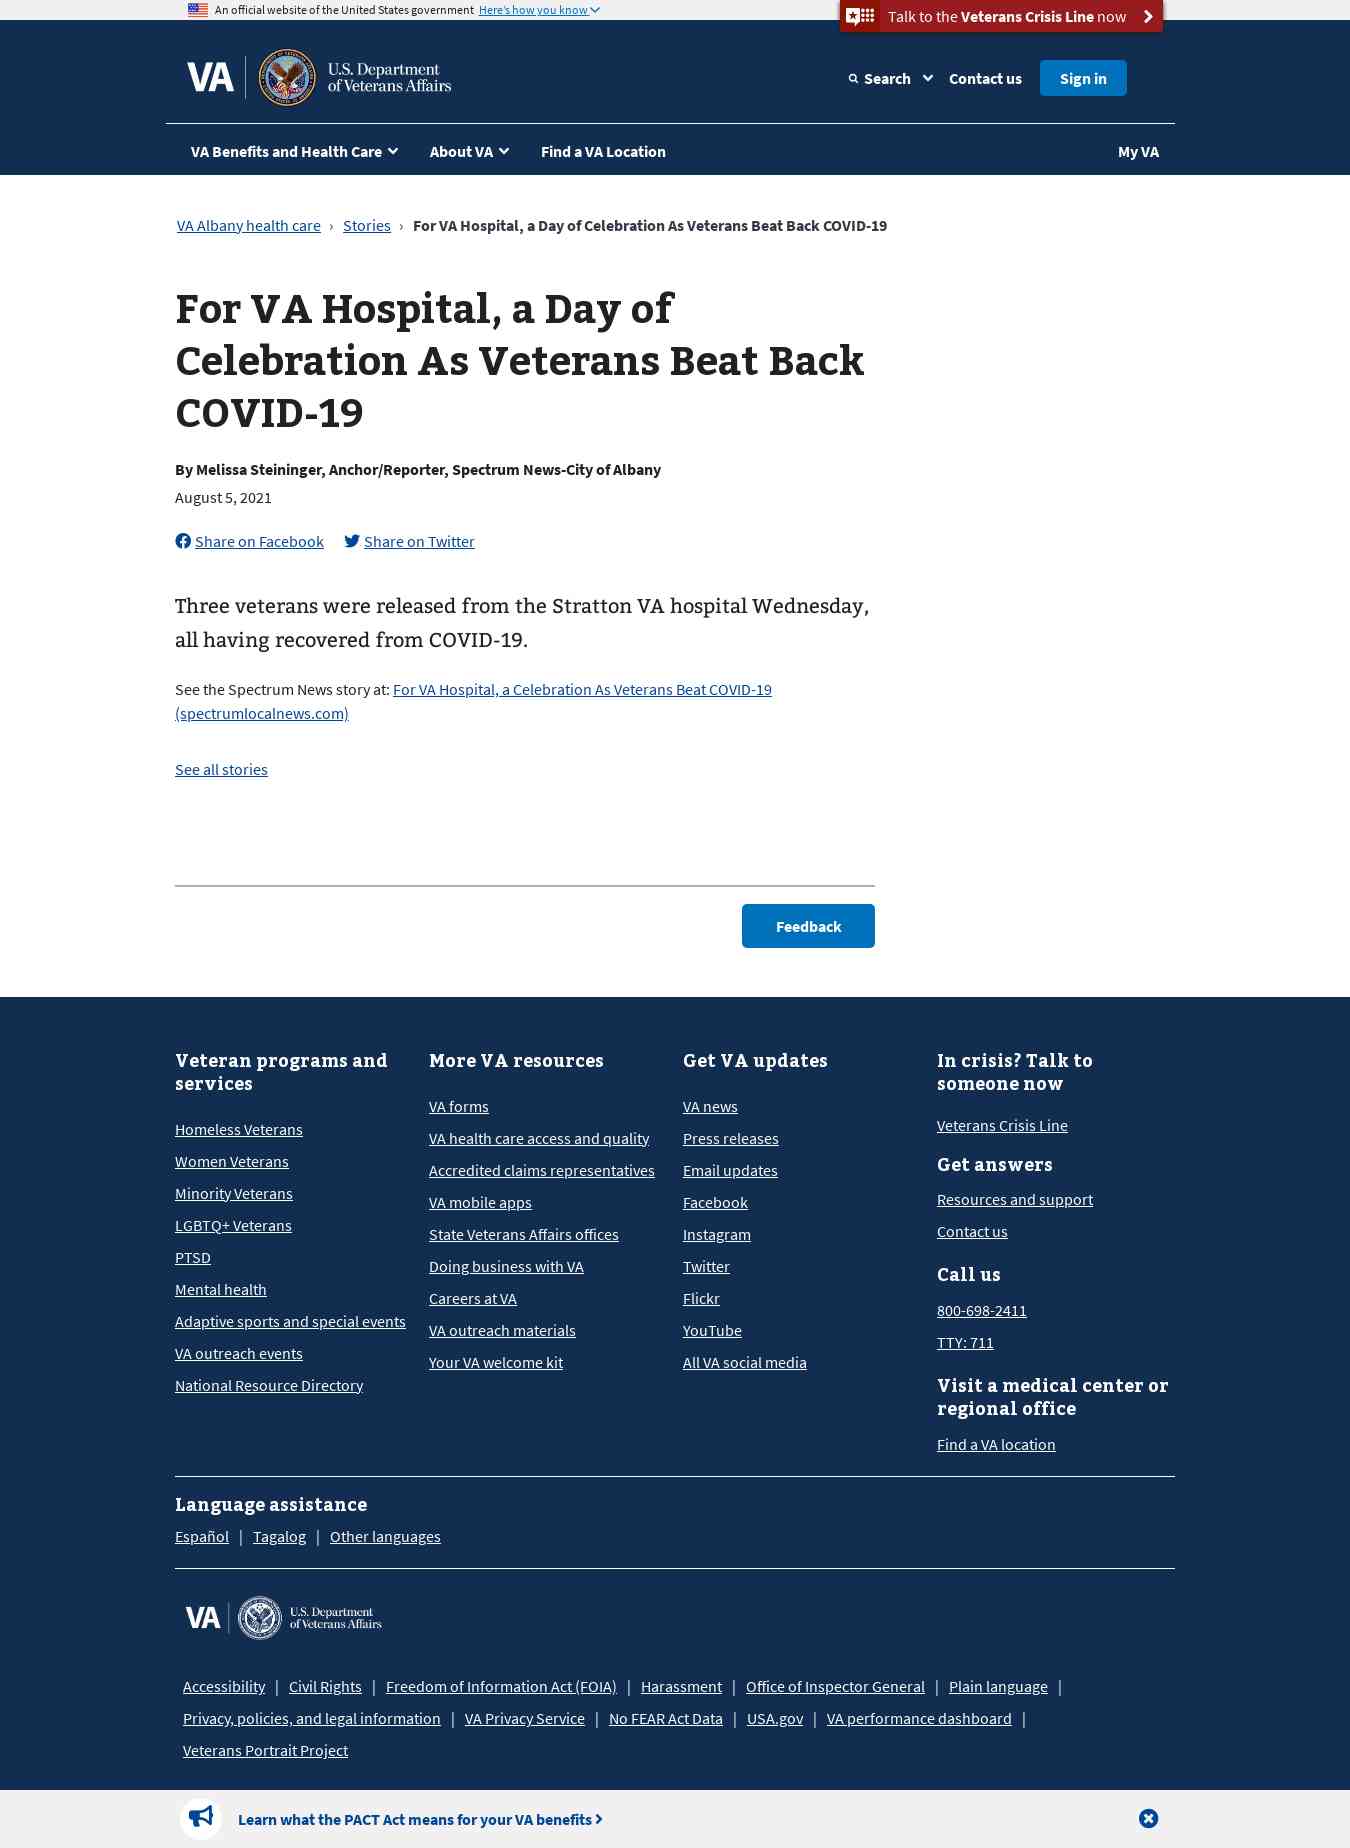 An official website of the United States government Here's how you know
Talk to the Veterans Crisis Line now
VA
U.S. Department
of Veterans Affairs
Search
Contact us
Sign in
VA Benefits and Health Care
About VA
Find a VA Location
My VA
VA Albany health care › Stories › For VA Hospital, a Day of Celebration As Veterans Beat Back COVID-19
For VA Hospital, a Day of
Celebration As Veterans Beat Back
COVID-19
By Melissa Steininger, Anchor/Reporter, Spectrum News-City of Albany
August 5, 2021
Share on Facebook
Share on Twitter
Three veterans were released from the Stratton VA hospital Wednesday,
all having recovered from COVID-19.
See the Spectrum News story at: For VA Hospital, a Celebration As Veterans Beat COVID-19
(spectrumlocalnews.com)
See all stories
Feedback
Veteran programs and
services
Homeless Veterans
Women Veterans
Minority Veterans
LGBTQ+ Veterans
PTSD
Mental health
Adaptive sports and special events
VA outreach events
National Resource Directory
More VA resources
VA forms
VA health care access and quality
Accredited claims representatives
VA mobile apps
State Veterans Affairs offices
Doing business with VA
Careers at VA
VA outreach materials
Your VA welcome kit
Get VA updates
VA news
Press releases
Email updates
Facebook
Instagram
Twitter
Flickr
YouTube
All VA social media
In crisis? Talk to
someone now
Veterans Crisis Line
Get answers
Resources and support
Contact us
Call us
800-698-2411
TTY: 711
Visit a medical center or
regional office
Find a VA location
Language assistance
Español | Tagalog | Other languages
VA
U.S. Department
of Veterans Affairs
Accessibility | Civil Rights | Freedom of Information Act (FOIA) | Harassment | Office of Inspector General | Plain language |
Privacy, policies, and legal information | VA Privacy Service | No FEAR Act Data | USA.gov | VA performance dashboard |
Veterans Portrait Project
Learn what the PACT Act means for your VA benefits